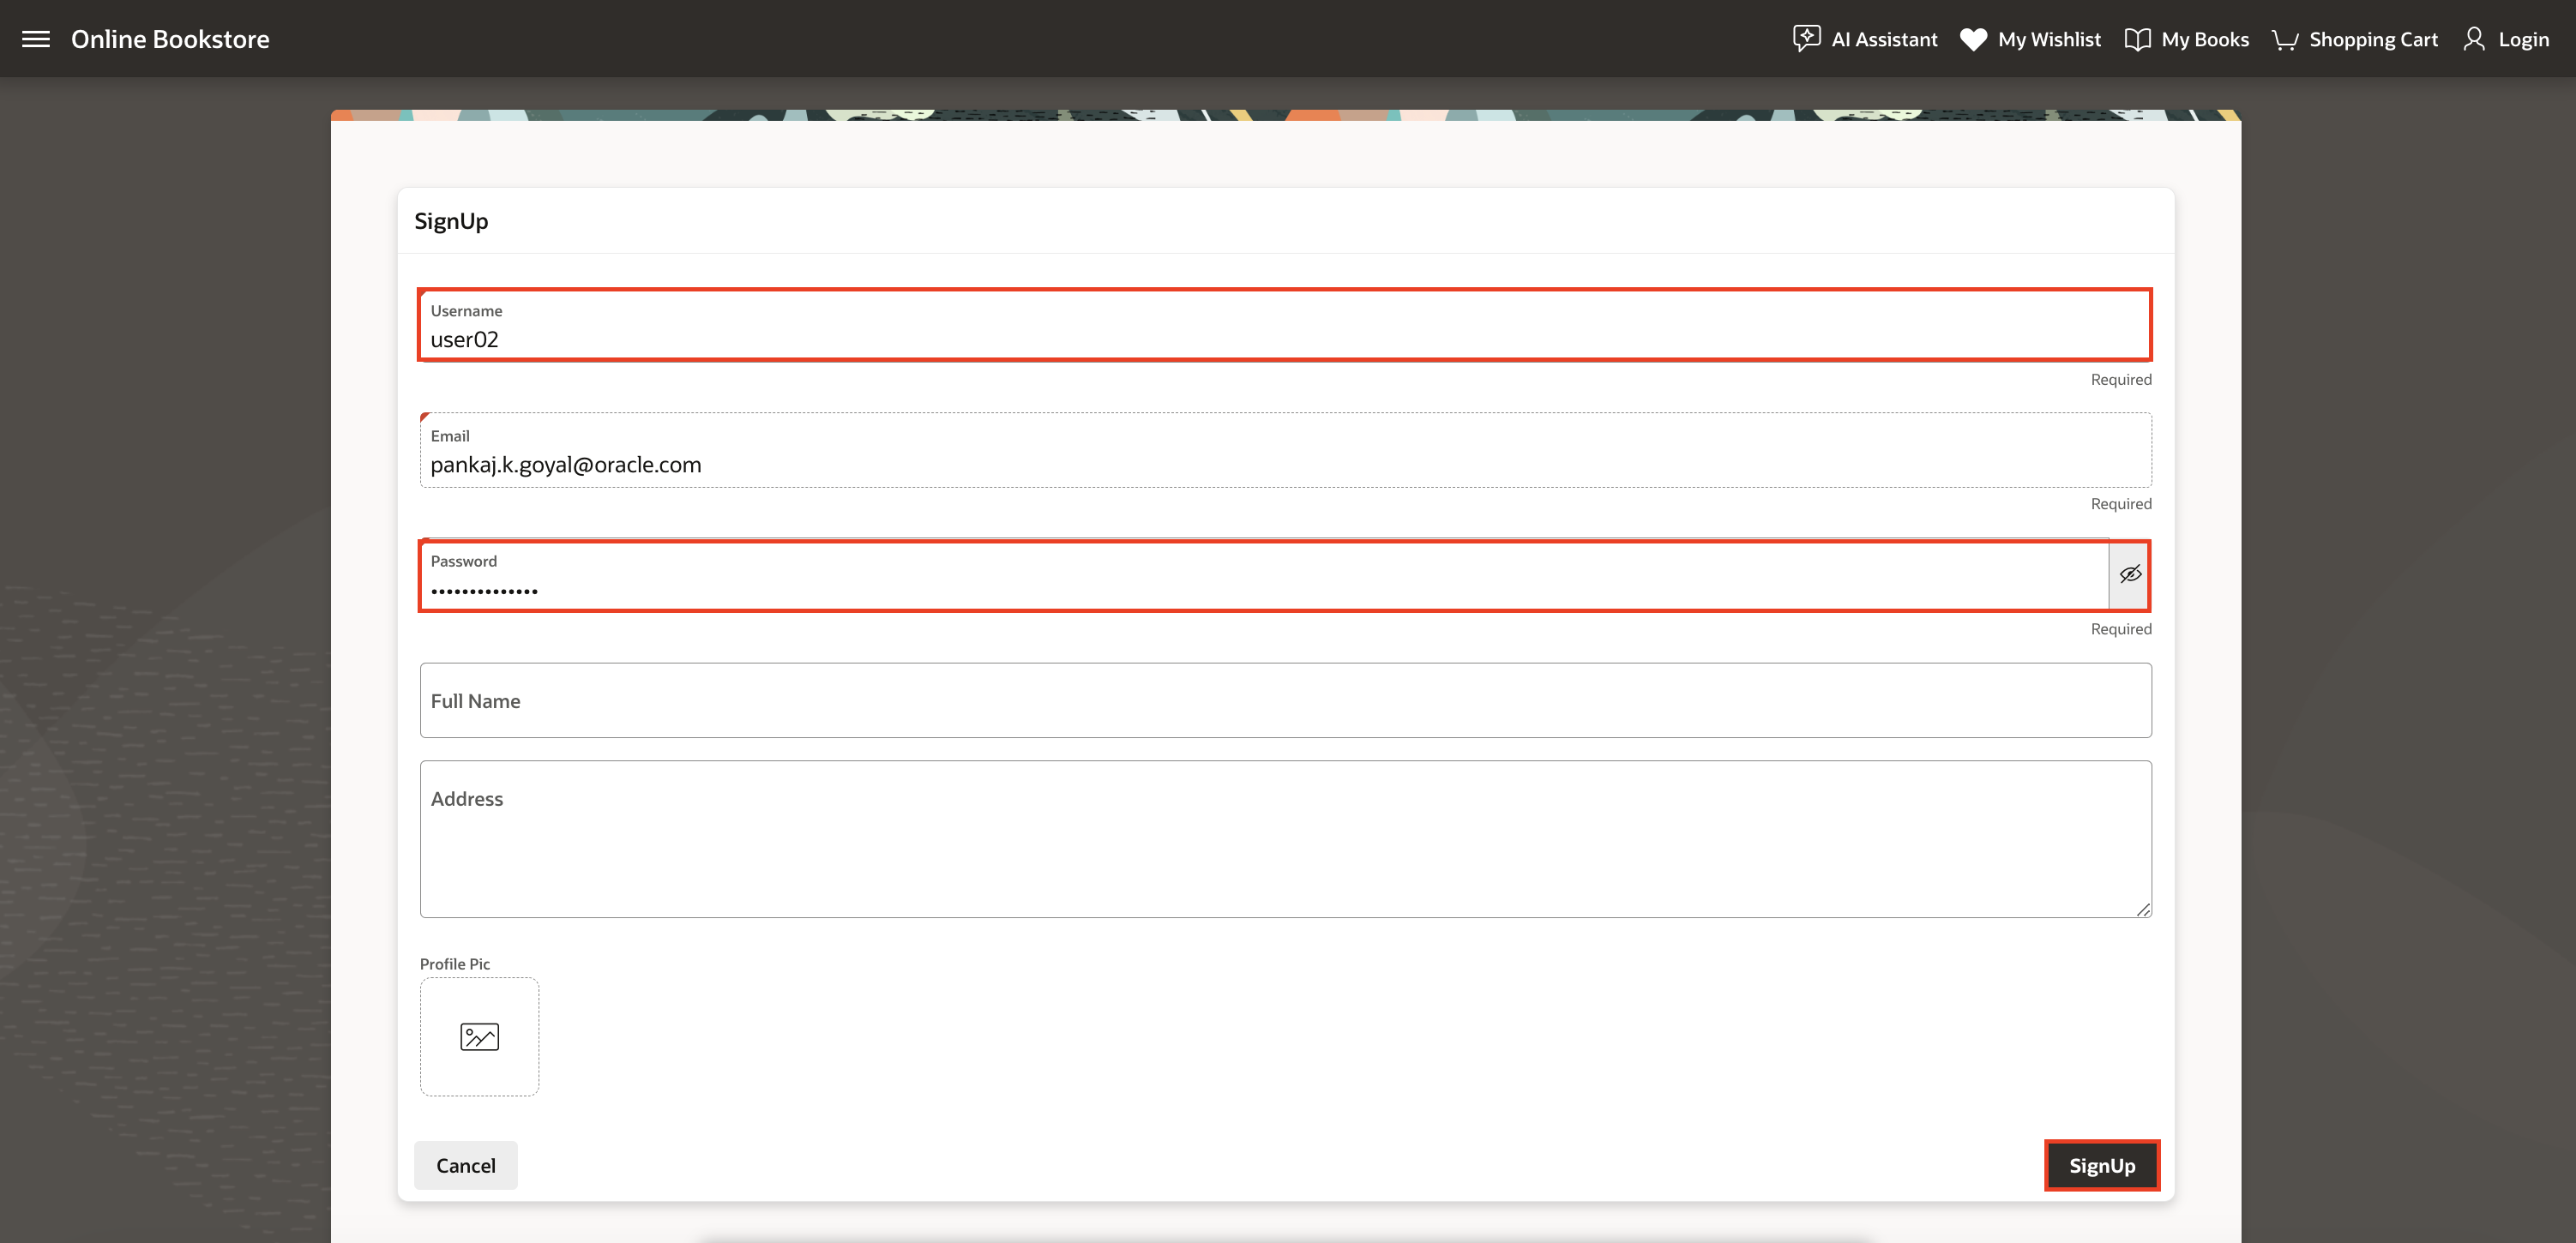 Online Bookstore
AI Assistant
My Wishlist
My Books
Shopping Cart
Login
SignUp
Username
user02
Required
Email
pankaj.k.goyal@oracle.com
Required
Password
••••••••••••••
Required
Full Name
Address
Profile Pic
Cancel
SignUp